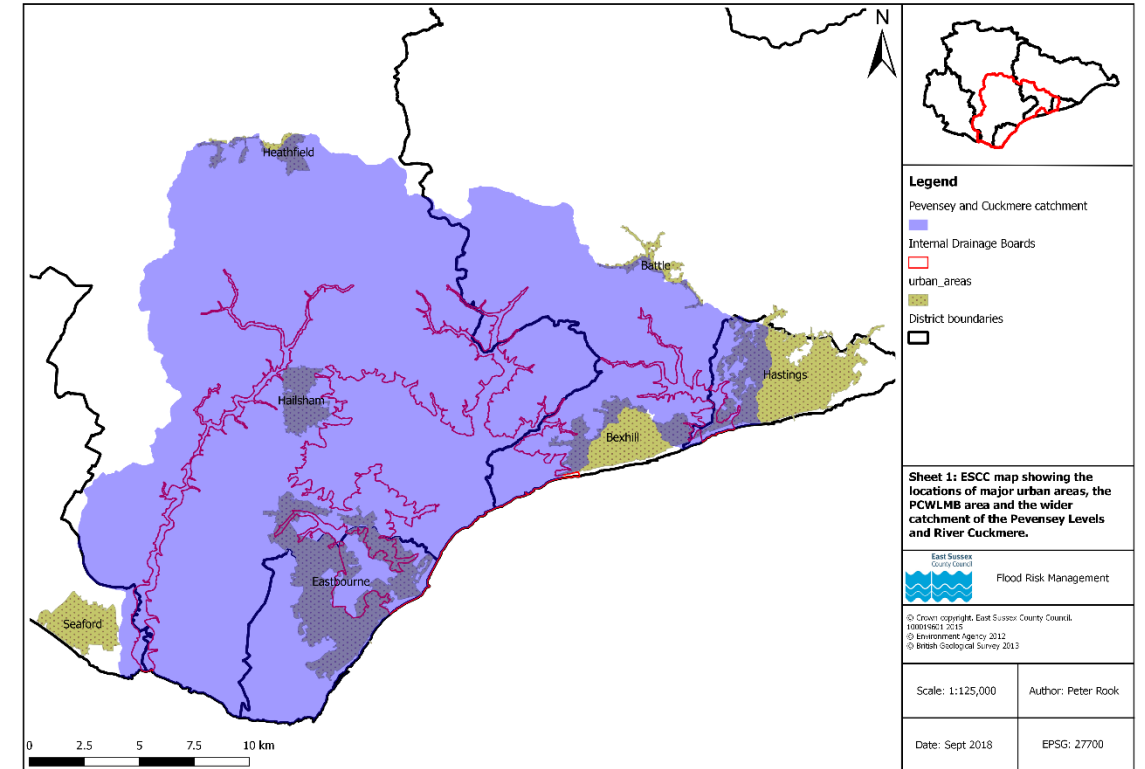 N
Heathfield
Battle
Hastings
Hailsham
Bexhill
Eastbourne
Seaford
0 2.5 5 7.5 10 km
Legend
Pevensey and Cuckmere catchment
Internal Drainage Boards
urban_areas
District boundaries
Sheet 1: ESCC map showing the
locations of major urban areas, the
PCWLMB area and the wider
catchment of the Pevensey Levels
and River Cuckmere.
East Sussex
County Council
Flood Risk Management
© Crown copyright. East Sussex County Council.
100019601 2015
© Environment Agency 2012
© British Geological Survey 2013
Scale: 1:125,000
Author: Peter Rook
Date: Sept 2018
EPSG: 27700